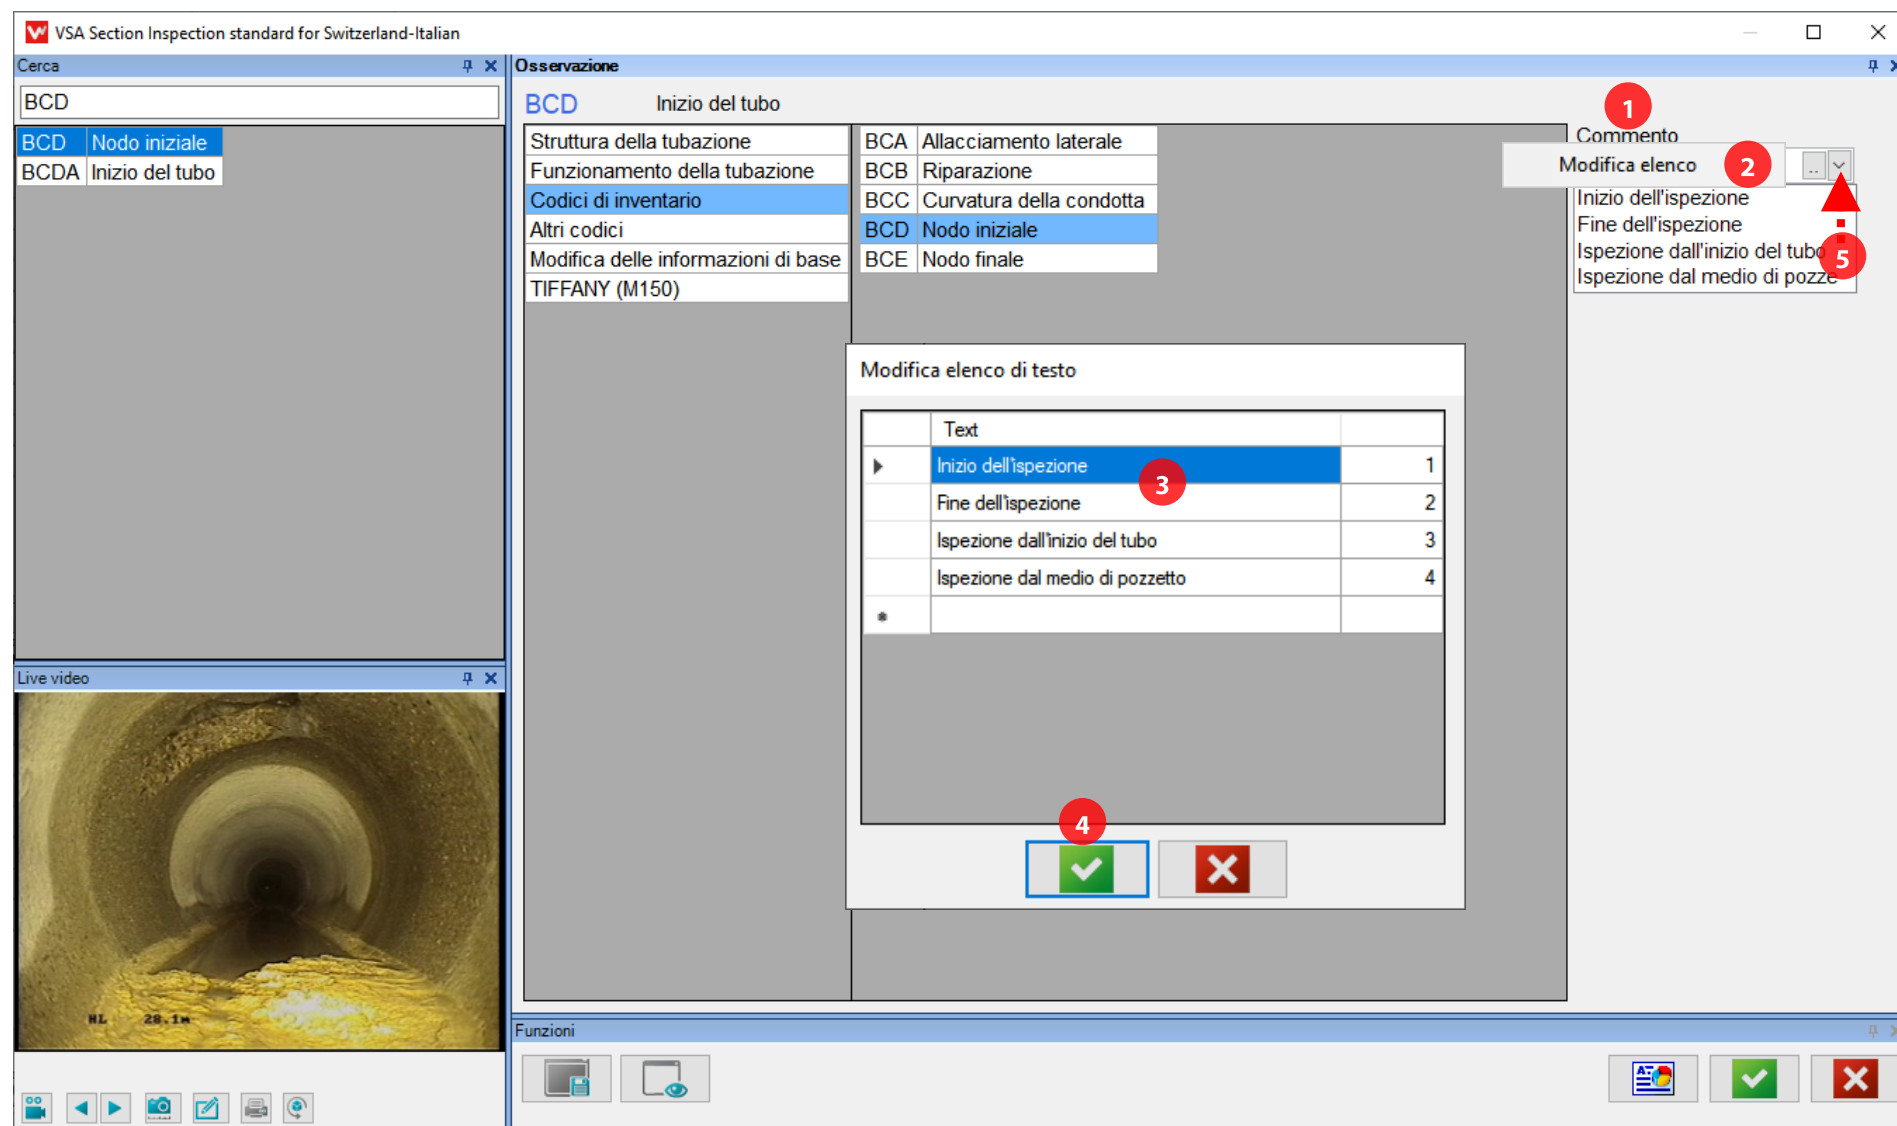 VSA Section Inspection standard for Switzerland-Italian
Cerca
BCD
BCD Nodo iniziale
BCDA Inizio del tubo
Live video
HL 28.1m
Osservazione
BCD Inizio del tubo
Struttura della tubazione
Funzionamento della tubazione
Codici di inventario
Altri codici
Modifica delle informazioni di base
TIFFANY (M150)
BCA Allacciamento laterale
BCB Riparazione
BCC Curvatura della condotta
BCD Nodo iniziale
BCE Nodo finale
1
Commento
Modifica elenco 2 ..
Inizio dell'ispezione
Fine dell'ispezione
Ispezione dall'inizio del tubo
5
Ispezione dal medio di pozze
Modifica elenco di testo
Text
Inizio dell'ispezione 1
3
Fine dell'ispezione 2
Ispezione dall'inizio del tubo 3
Ispezione dal medio di pozzetto 4
4
Funzioni